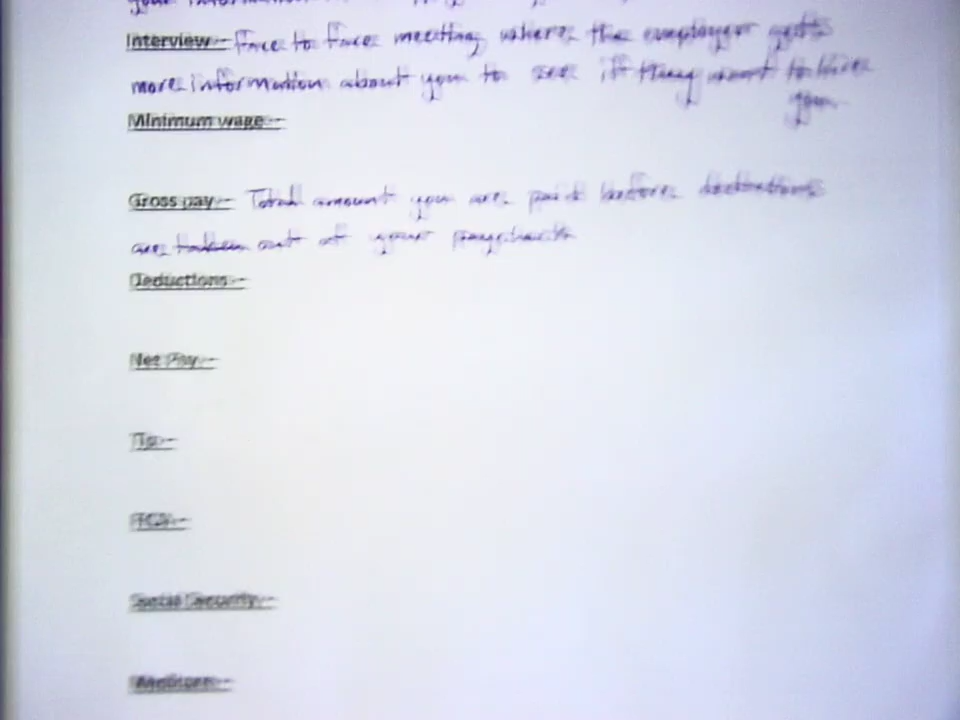 your information
Interview - Face to face meeting where the employer gets
more information about you to see if they want to hire
you
Minimum wage -
Gross pay - Total amount you are paid before deductions
are taken out of your paycheck
Deductions -
Net Pay -
Tip -
FICA -
Social Security -
Medicare -